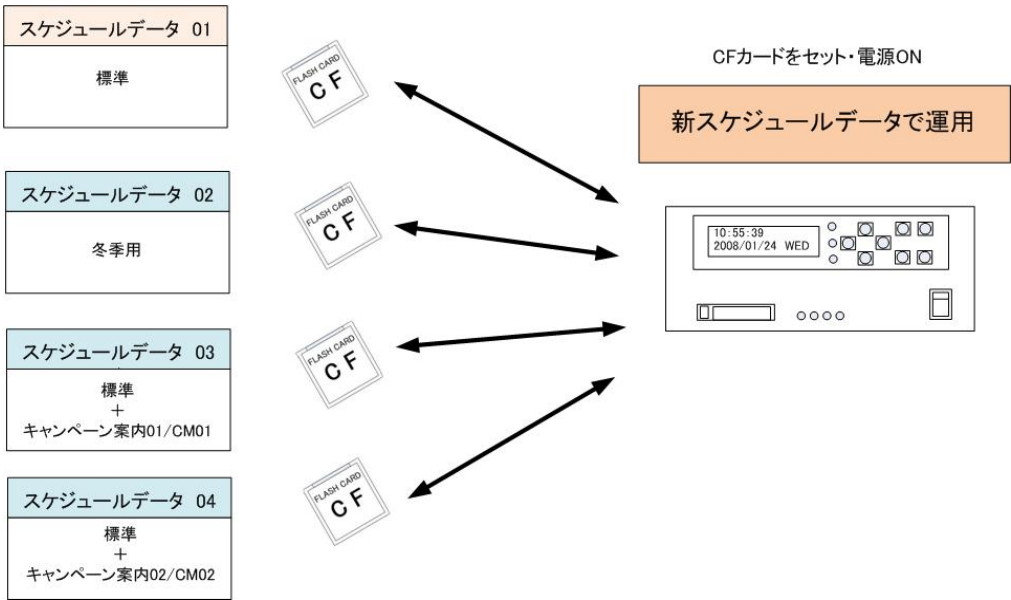 スケジュールデータ 01
標準
FLASH CARD
CF
CFカードをセット・電源ON
新スケジュールデータで運用
スケジュールデータ 02
冬季用
FLASH CARD
CF
10:55:39
2008/01/24 WED
スケジュールデータ 03
標準
+
キャンペーン案内01/CM01
FLASH CARD
CF
スケジュールデータ 04
標準
+
キャンペーン案内02/CM02
FLASH CARD
CF